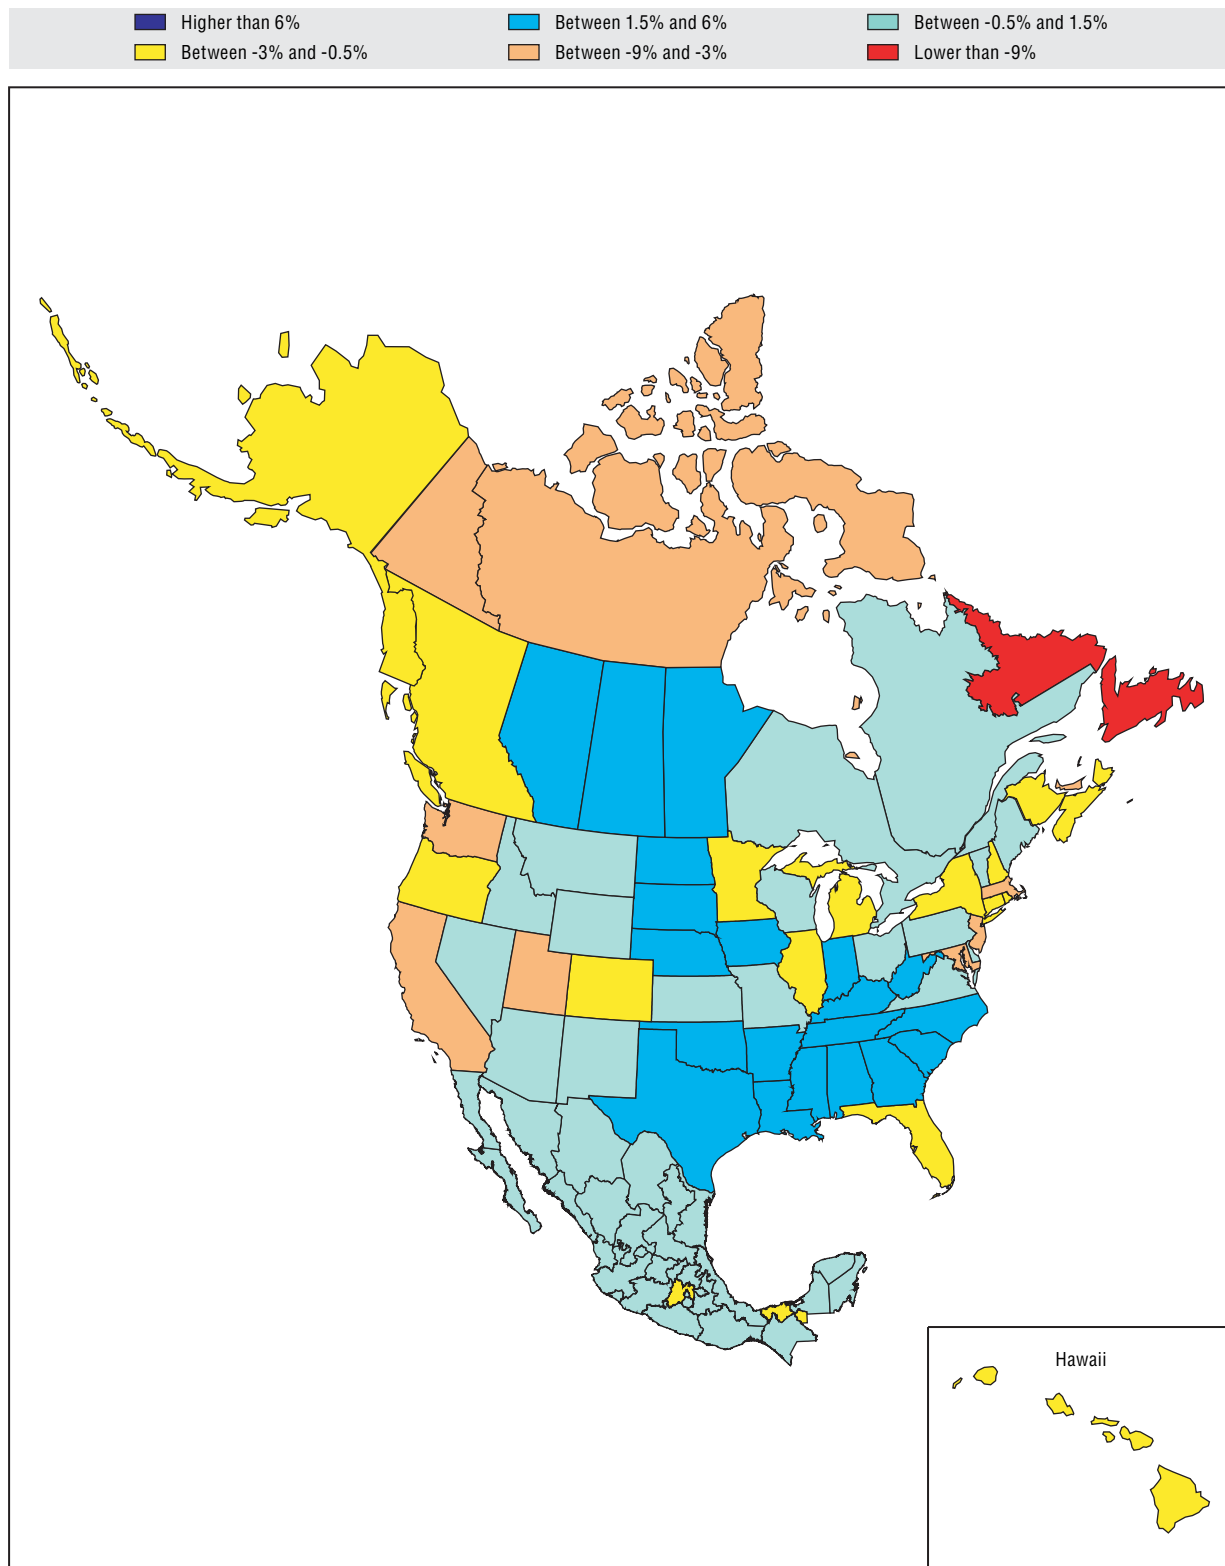 Higher than 6%
Between 1.5% and 6%
Between -0.5% and 1.5%
Between -3% and -0.5%
Between -9% and -3%
Lower than -9%
Hawaii